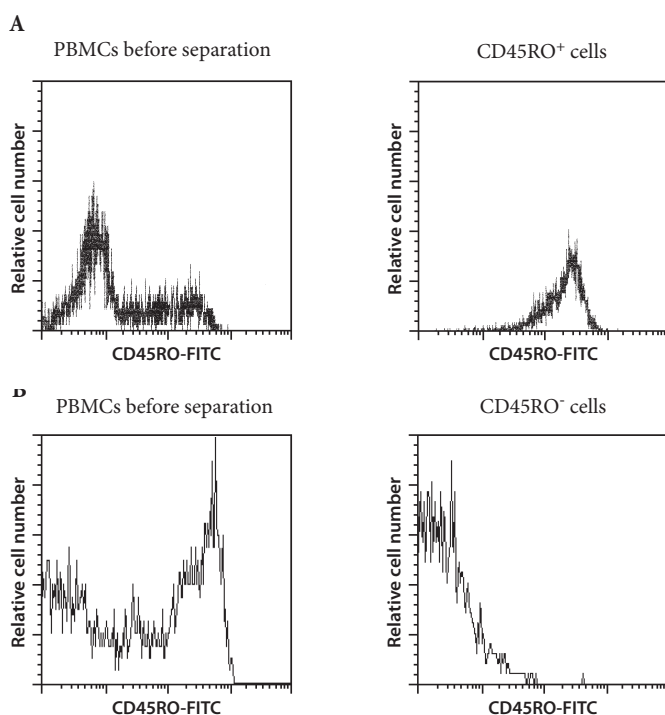 A
PBMCs before separation
CD45RO⁺ cells
Relative cell number
Relative cell number
CD45RO-FITC
CD45RO-FITC
B
PBMCs before separation
CD45RO⁻ cells
Relative cell number
Relative cell number
CD45RO-FITC
CD45RO-FITC